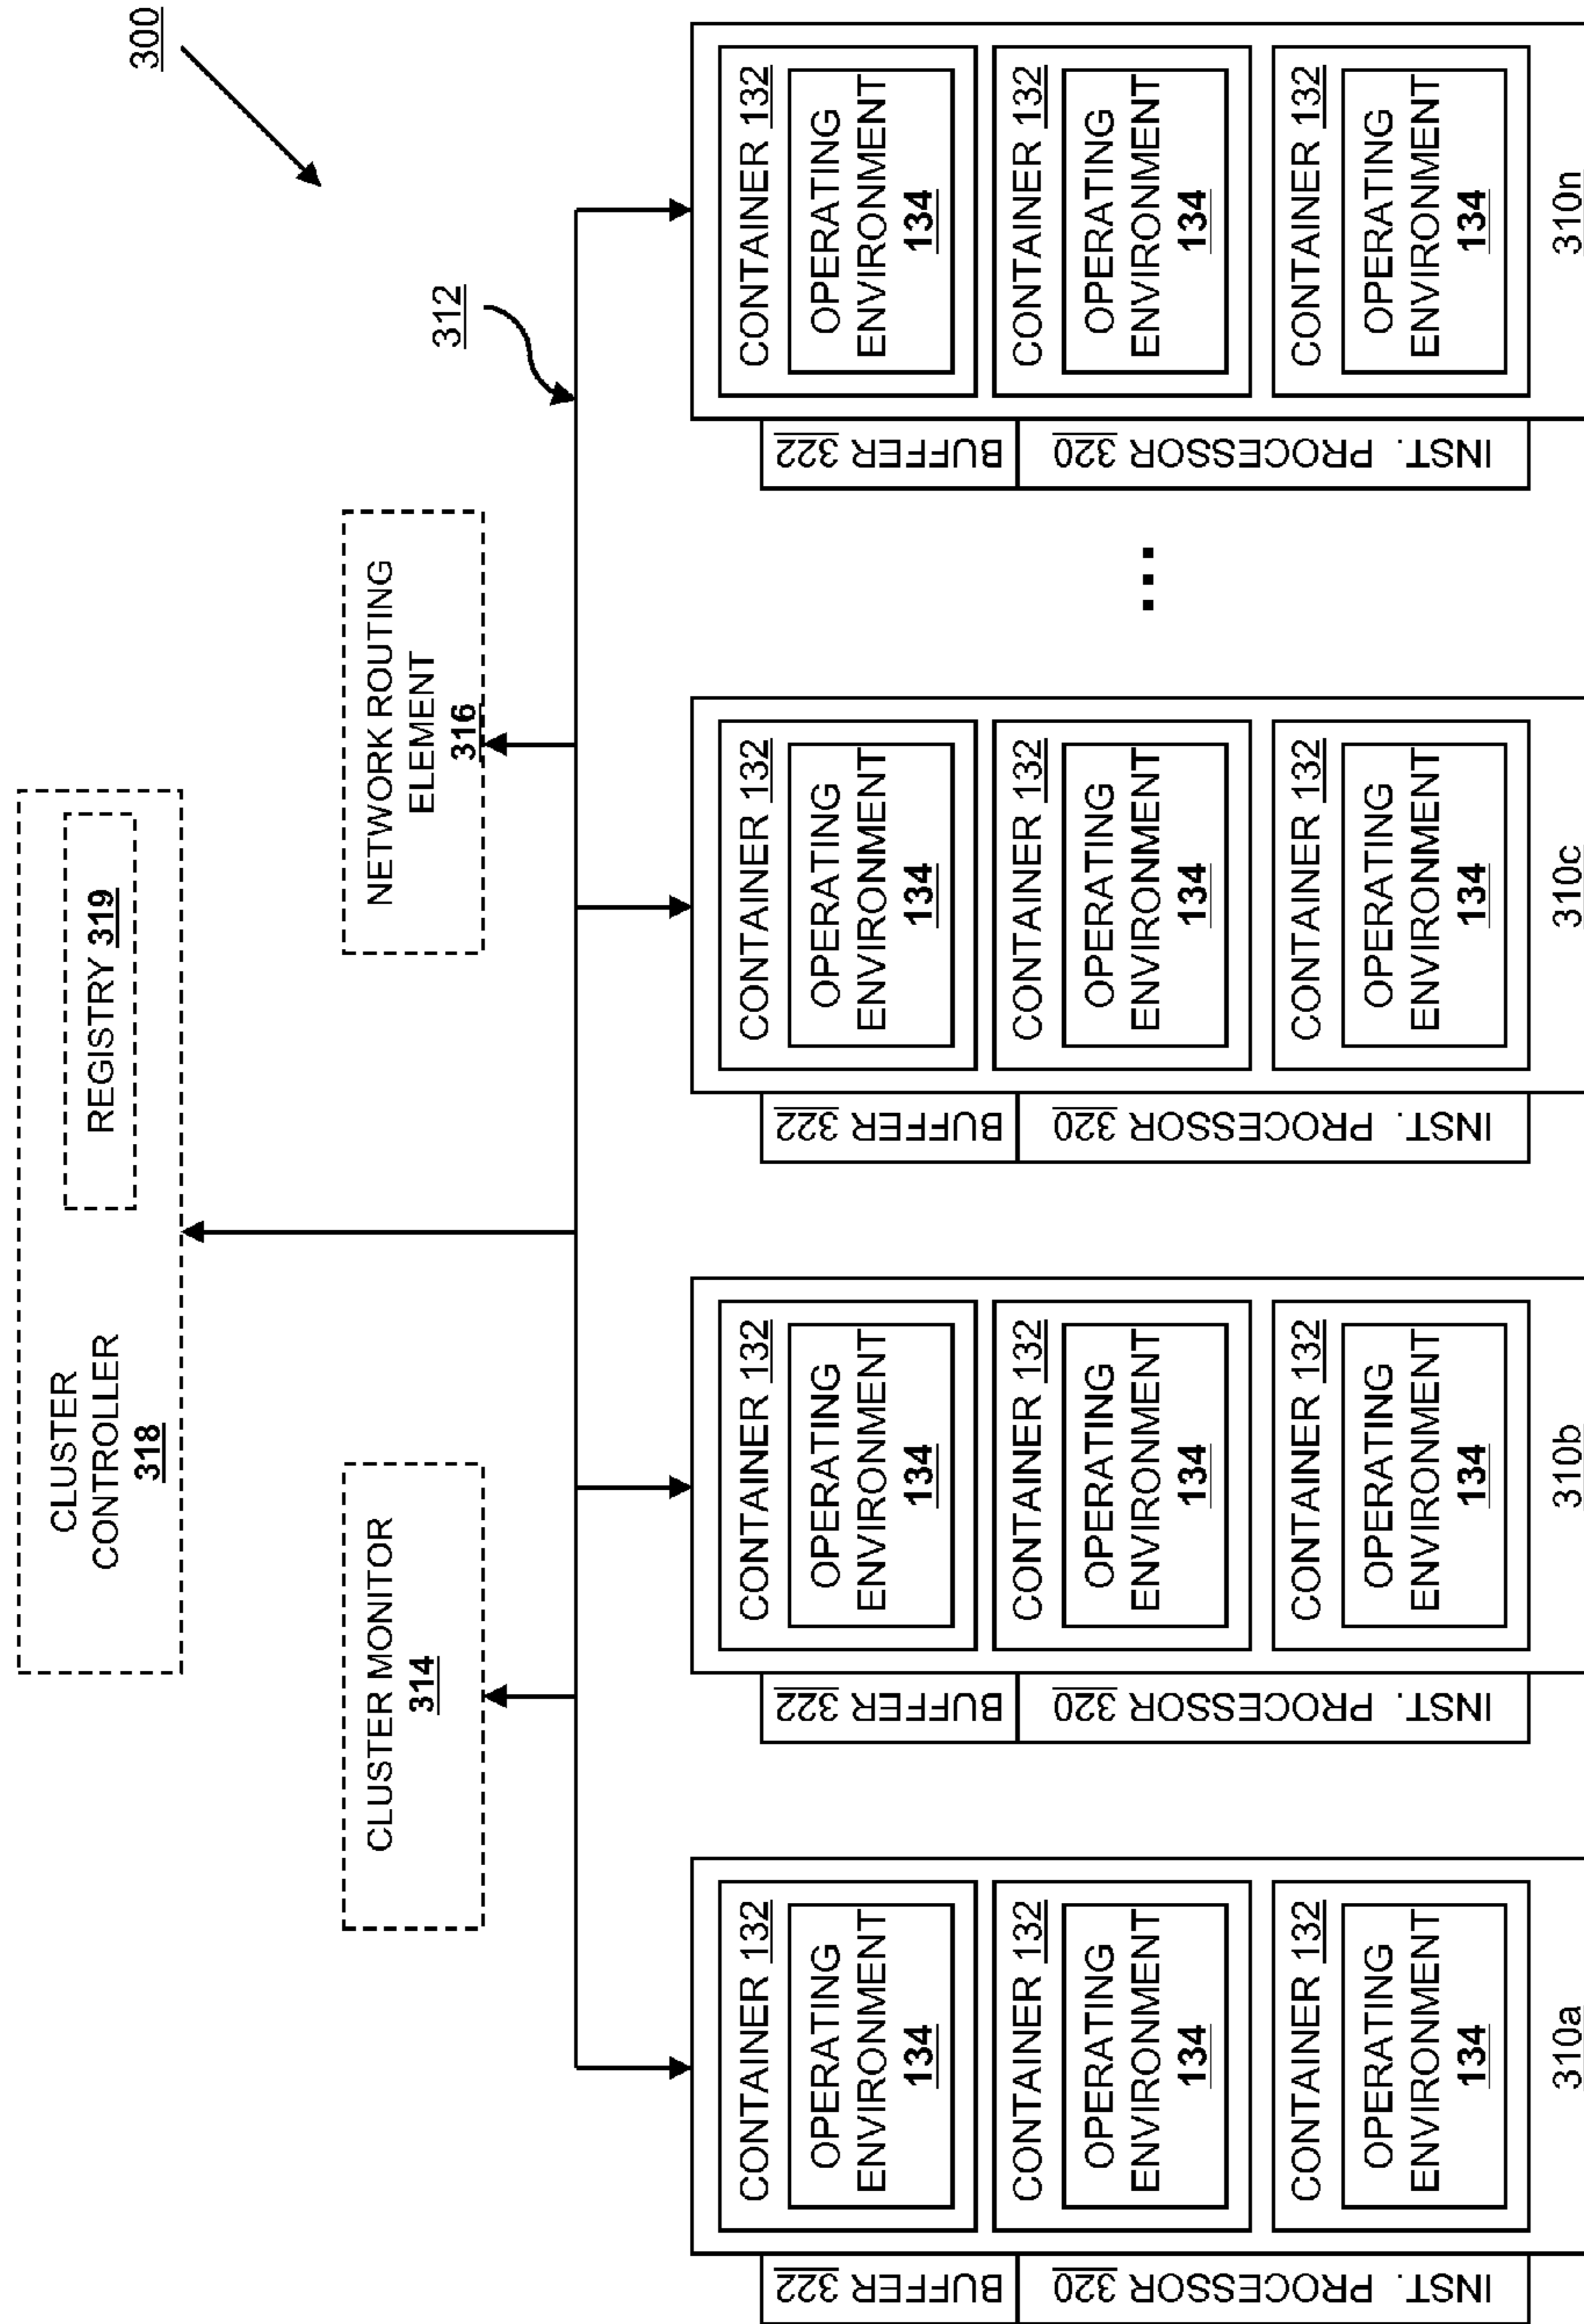 CLUSTER
CONTROLLER
318
REGISTRY 319
300
CLUSTER MONITOR
314
NETWORK ROUTING
ELEMENT
316
312
BUFFER 322
INST. PROCESSOR 320
CONTAINER 132
OPERATING
ENVIRONMENT
134
CONTAINER 132
OPERATING
ENVIRONMENT
134
CONTAINER 132
OPERATING
ENVIRONMENT
134
310a
BUFFER 322
INST. PROCESSOR 320
CONTAINER 132
OPERATING
ENVIRONMENT
134
CONTAINER 132
OPERATING
ENVIRONMENT
134
CONTAINER 132
OPERATING
ENVIRONMENT
134
310b
BUFFER 322
INST. PROCESSOR 320
CONTAINER 132
OPERATING
ENVIRONMENT
134
CONTAINER 132
OPERATING
ENVIRONMENT
134
CONTAINER 132
OPERATING
ENVIRONMENT
134
310c
...
BUFFER 322
INST. PROCESSOR 320
CONTAINER 132
OPERATING
ENVIRONMENT
134
CONTAINER 132
OPERATING
ENVIRONMENT
134
CONTAINER 132
OPERATING
ENVIRONMENT
134
310n